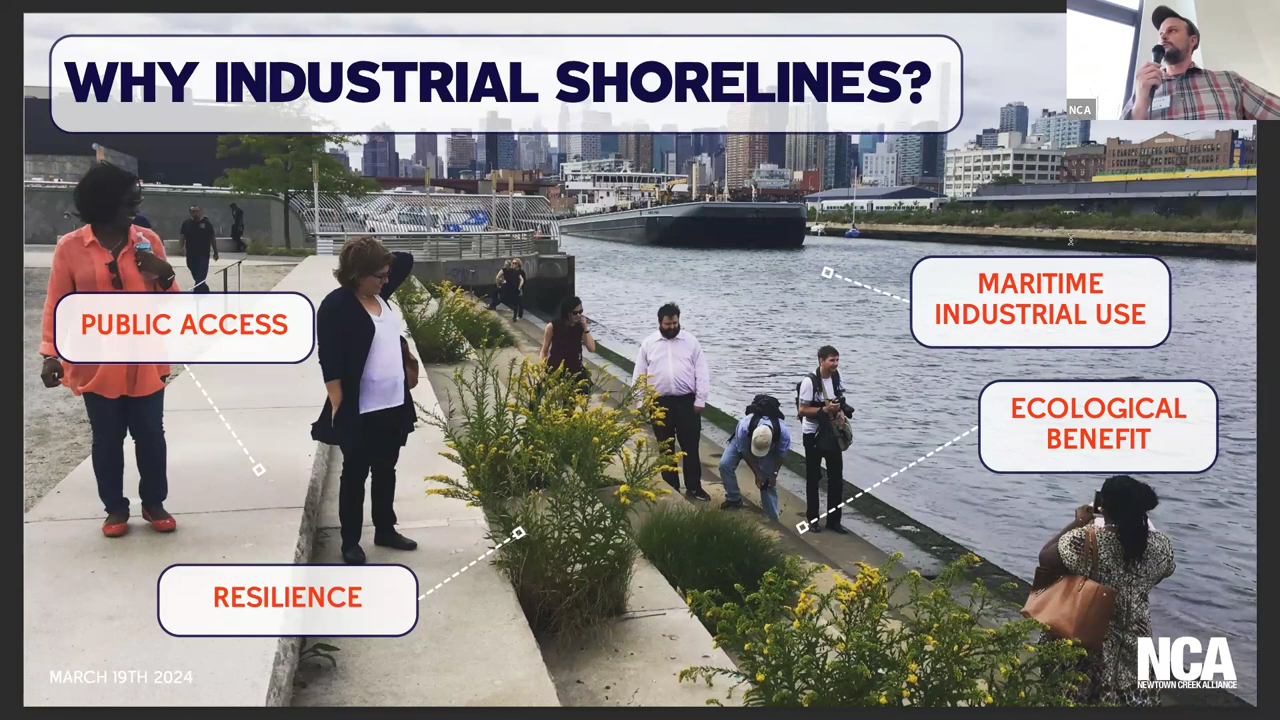 WHY INDUSTRIAL SHORELINES?
NCA
PUBLIC ACCESS
MARITIME
INDUSTRIAL USE
ECOLOGICAL
BENEFIT
RESILIENCE
MARCH 19TH 2024
NCA
NEWTOWN CREEK ALLIANCE